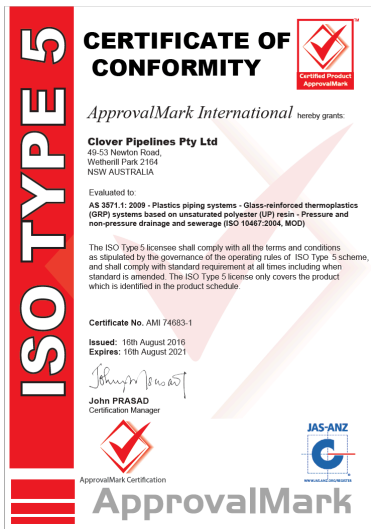 ISO TYPE 5
CERTIFICATE OF
CONFORMITY
TM
Certified Product
ApprovalMark
ApprovalMark International hereby grants:
Clover Pipelines Pty Ltd
49-53 Newton Road,
Wetherill Park 2164
NSW AUSTRALIA
Evaluated to:
AS 3571.1: 2009 - Plastics piping systems - Glass-reinforced thermoplastics
(GRP) systems based on unsaturated polyester (UP) resin - Pressure and
non-pressure drainage and sewerage (ISO 10467:2004, MOD)
The ISO Type 5 licensee shall comply with all the terms and conditions
as stipulated by the governance of the operating rules of ISO Type 5 scheme,
and shall comply with standard requirement at all times including when
standard is amended. The ISO Type 5 license only covers the product
which is identified in the product schedule.
Certificate No. AMI 74683-1
Issued: 16th August 2016
Expires: 16th August 2021
John PRASAD
Certification Manager
ApprovalMark Certification
JAS-ANZ
WWW.JAS-ANZ.ORG/REGISTER
ApprovalMark